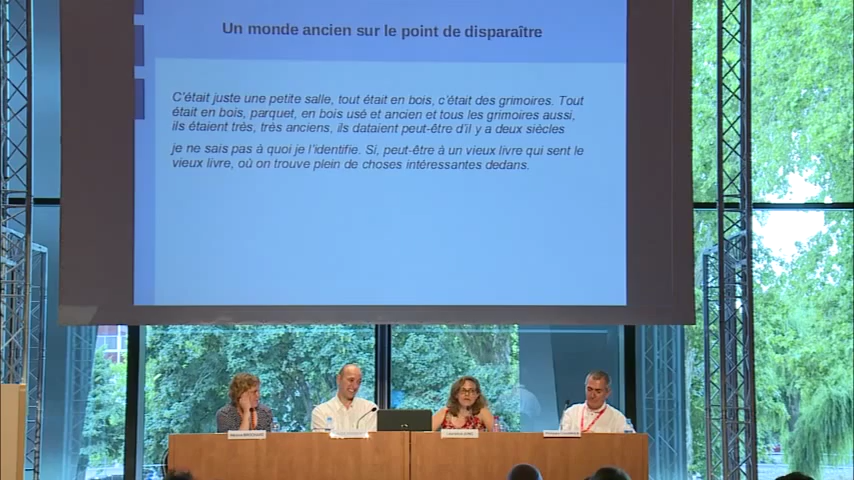 Un monde ancien sur le point de disparaître
C'était juste une petite salle, tout était en bois, c'était des grimoires. Tout
était en bois, parquet, en bois usé et ancien et tous les grimoires aussi,
ils étaient très, très anciens, ils dataient peut-être d'il y a deux siècles
je ne sais pas à quoi je l'identifie. Si, peut-être à un vieux livre qui sent le
vieux livre, où on trouve plein de choses intéressantes dedans.